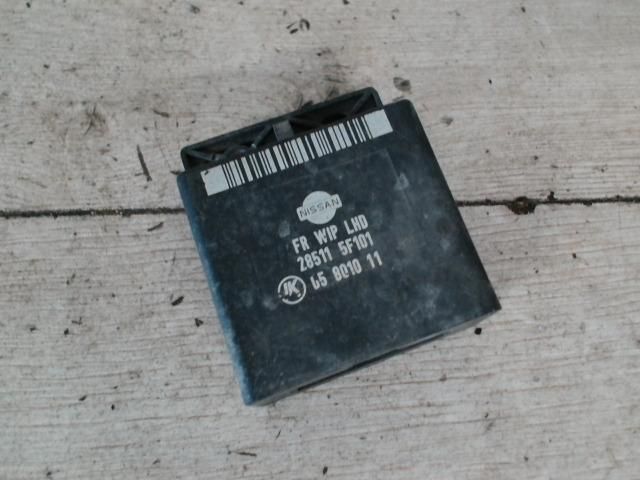 NISSAN
FR WIP LHD
28511 5F101
K 65 8010 11